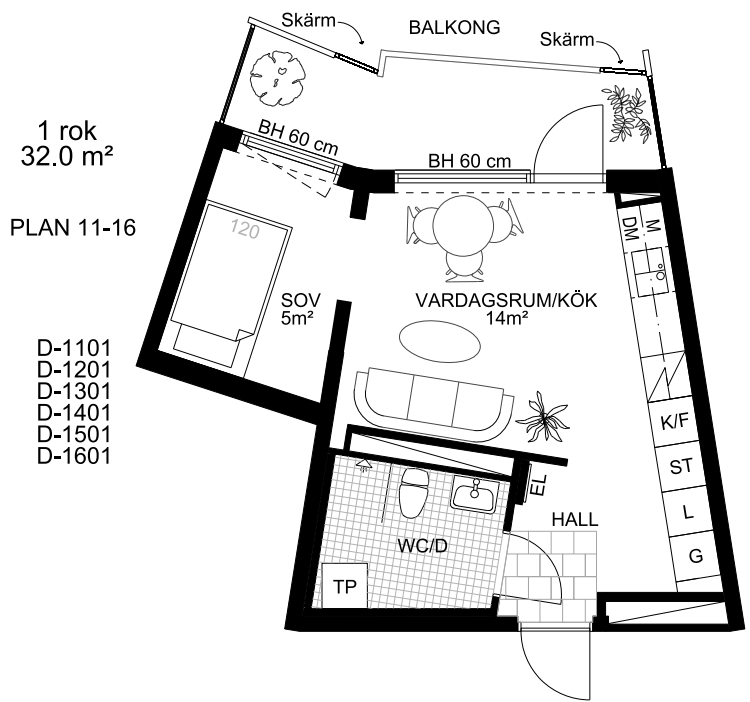 Skärm
BALKONG
Skärm
1 rok
32.0 m²
BH 60 cm
BH 60 cm
PLAN 11-16
120
M
DM
SOV
5m²
VARDAGSRUM/KÖK
14m²
D-1101
D-1201
D-1301
D-1401
D-1501
D-1601
K/F
ST
EL
L
HALL
WC/D
G
TP